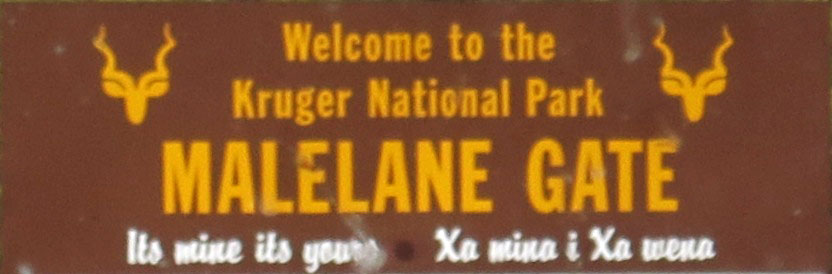 Welcome to the
Kruger National Park
MALELANE GATE
Its mine its yours • Xa mina i Xa wena